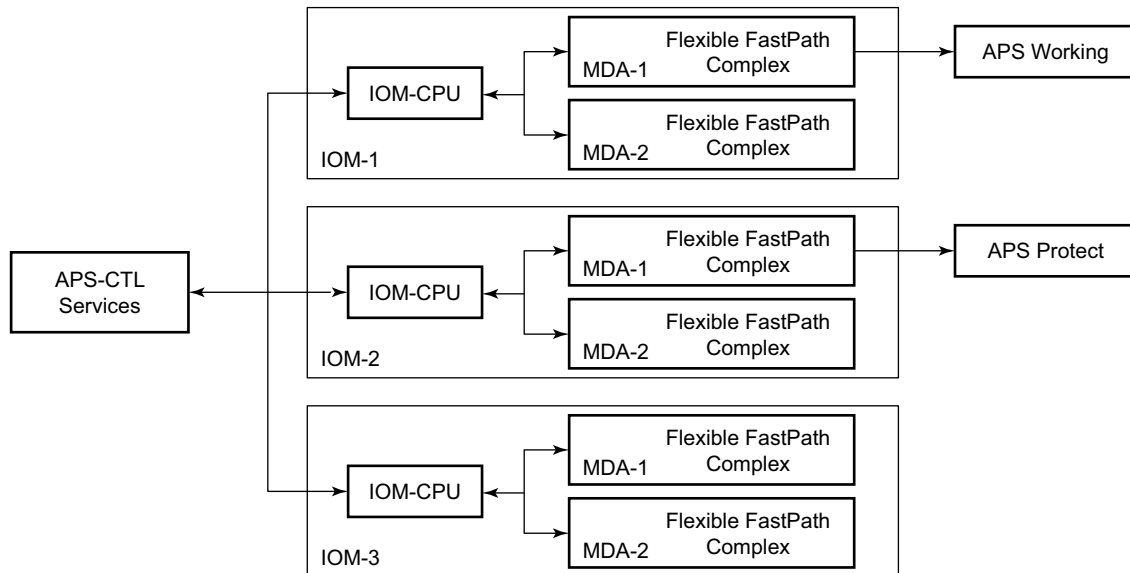 Flexible FastPath
Complex
MDA-1
APS Working
IOM-CPU
Flexible FastPath
Complex
MDA-2
IOM-1
Flexible FastPath
Complex
MDA-1
APS Protect
APS-CTL
Services
IOM-CPU
Flexible FastPath
Complex
MDA-2
IOM-2
Flexible FastPath
Complex
MDA-1
IOM-CPU
Flexible FastPath
Complex
MDA-2
IOM-3